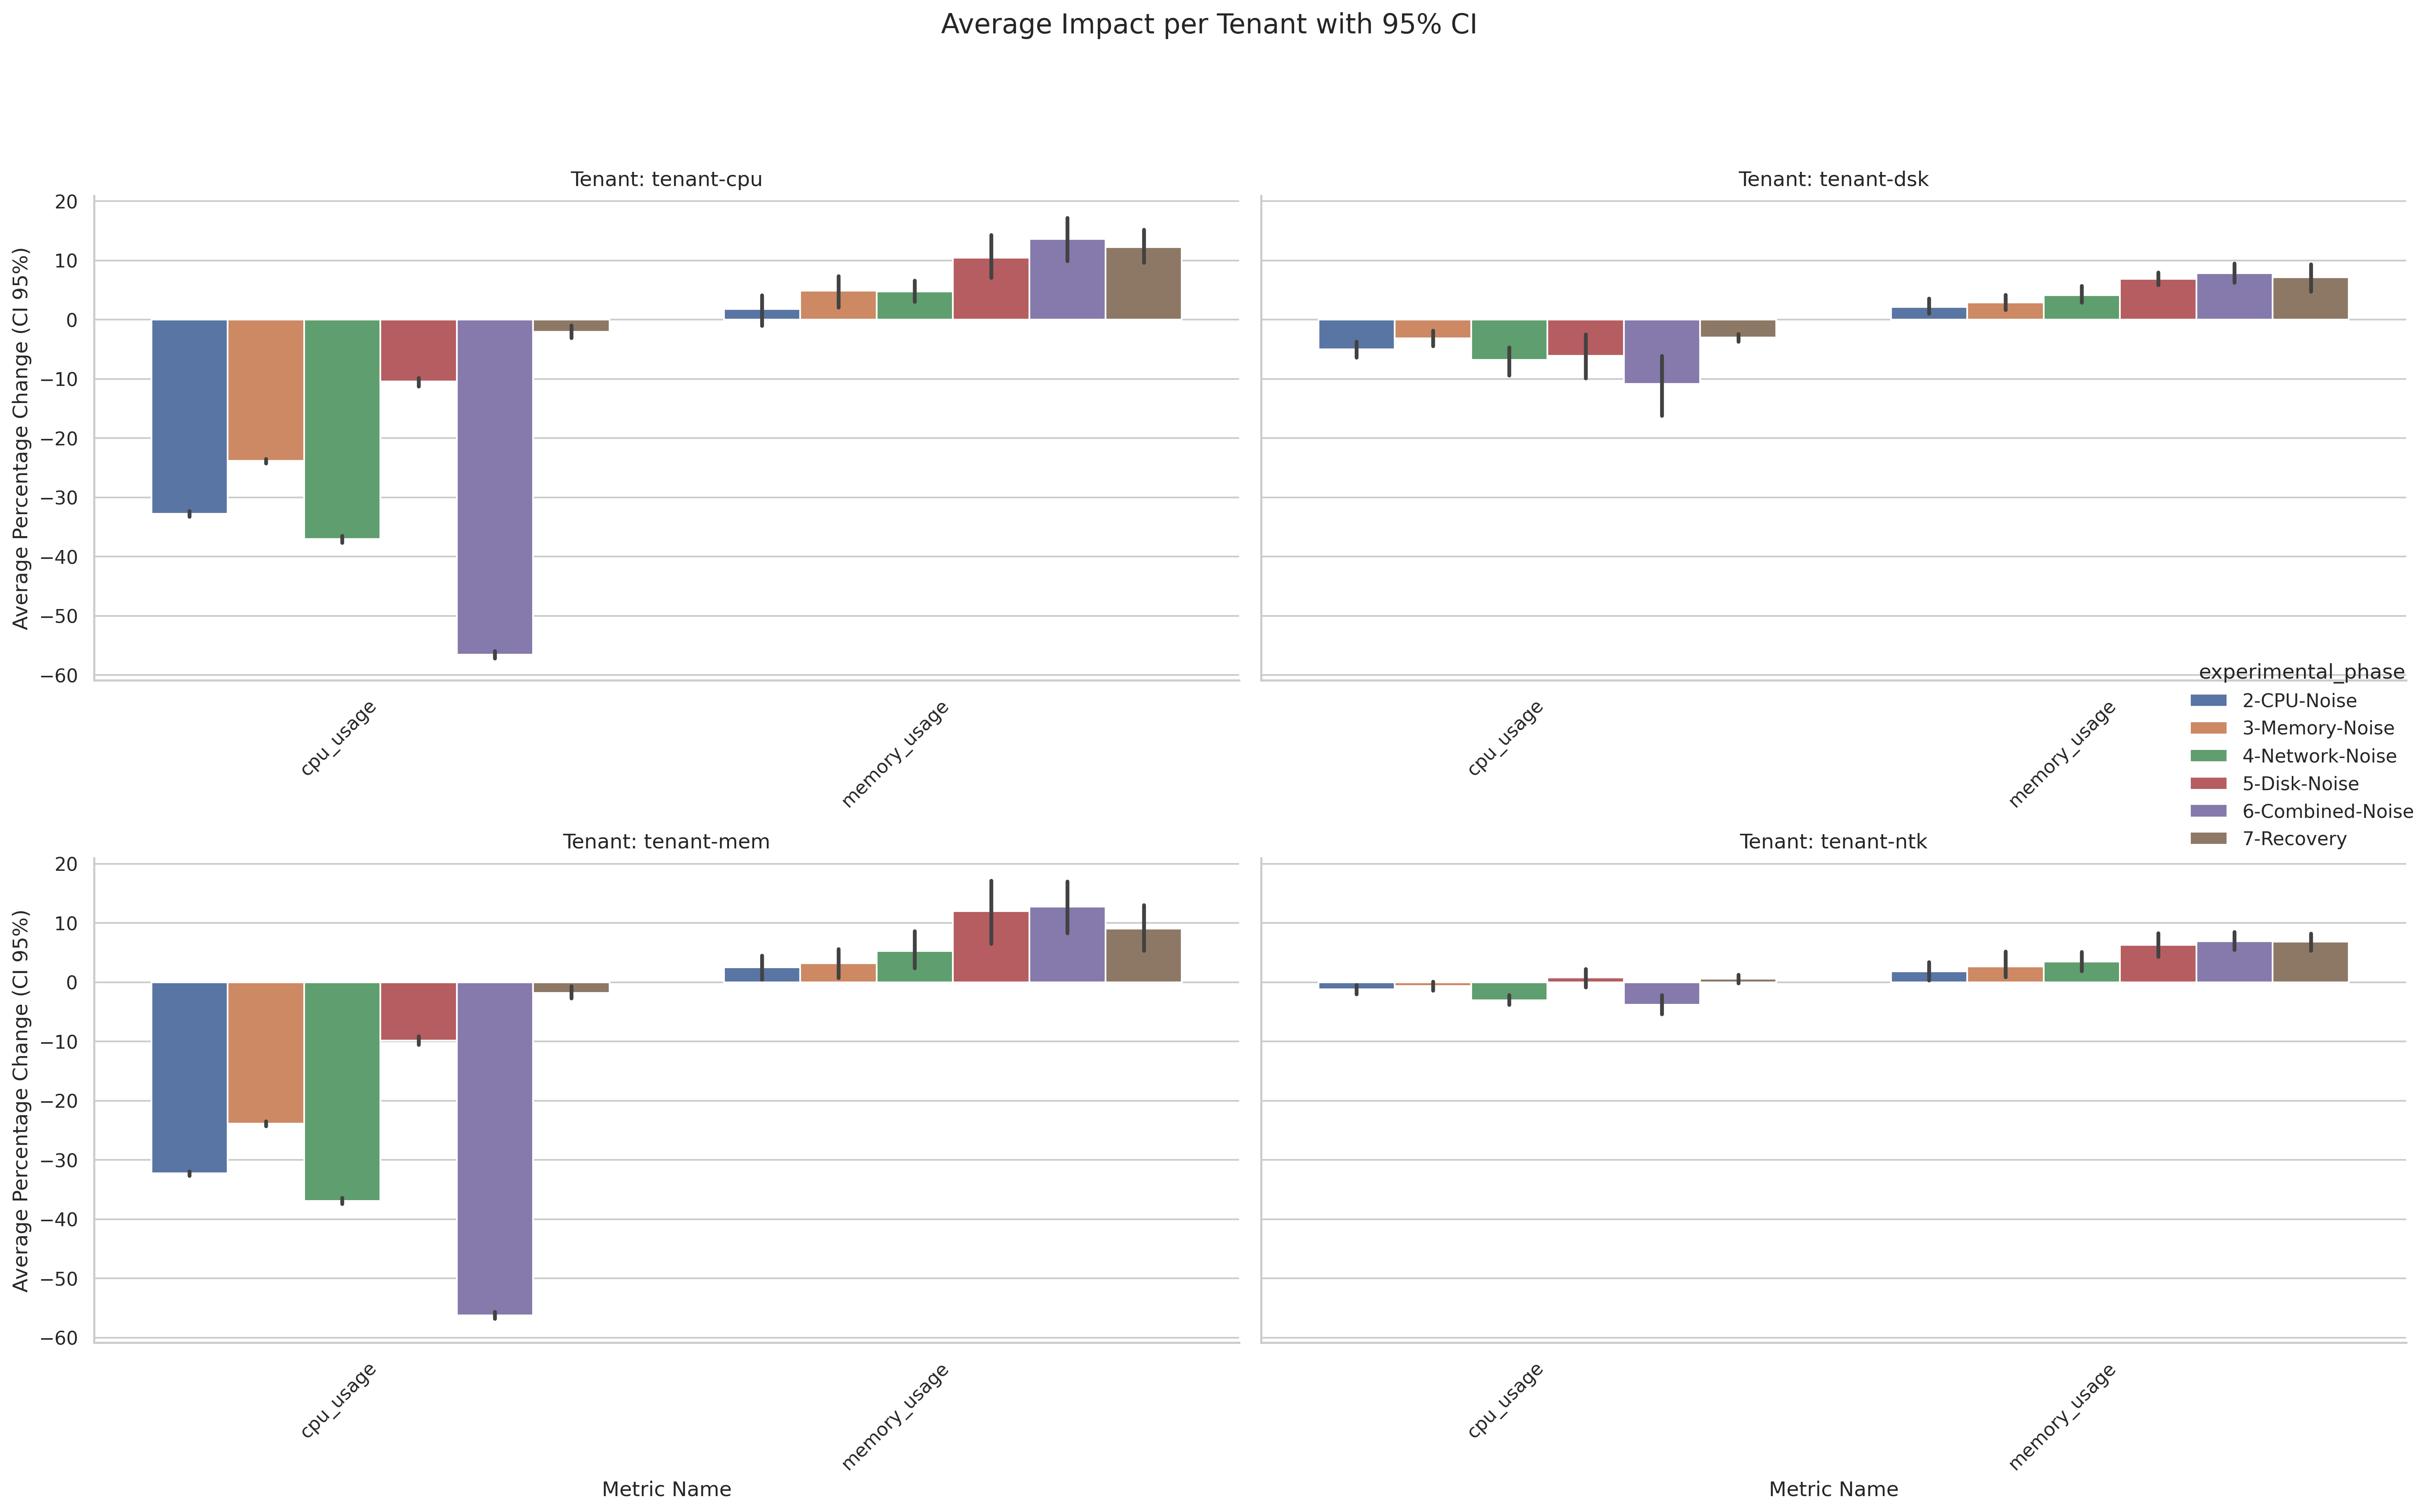 Average Impact per Tenant with 95% CI
Tenant: tenant-cpu
Average Percentage Change (CI 95%)
20
10
0
−10
−20
−30
−40
−50
−60
cpu_usage
memory_usage
Tenant: tenant-dsk
cpu_usage
memory_usage
experimental_phase
2-CPU-Noise
3-Memory-Noise
4-Network-Noise
5-Disk-Noise
6-Combined-Noise
7-Recovery
Tenant: tenant-mem
Average Percentage Change (CI 95%)
20
10
0
−10
−20
−30
−40
−50
−60
cpu_usage
memory_usage
Metric Name
Tenant: tenant-ntk
cpu_usage
memory_usage
Metric Name